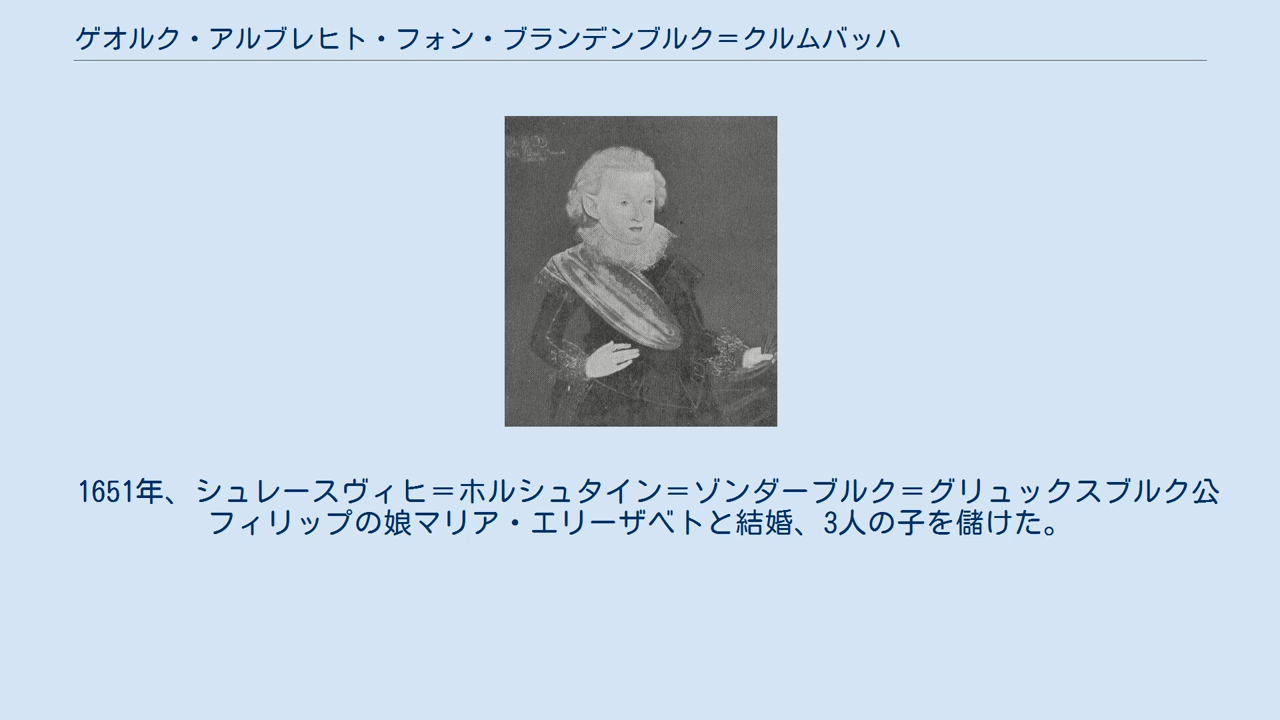 ゲオルク・アルブレヒト・フォン・ブランデンブルク＝クルムバッハ
1651年、シュレースヴィヒ＝ホルシュタイン＝ゾンダーブルク＝グリュックスブルク公
フィリップの娘マリア・エリーザベトと結婚、3人の子を儲けた。